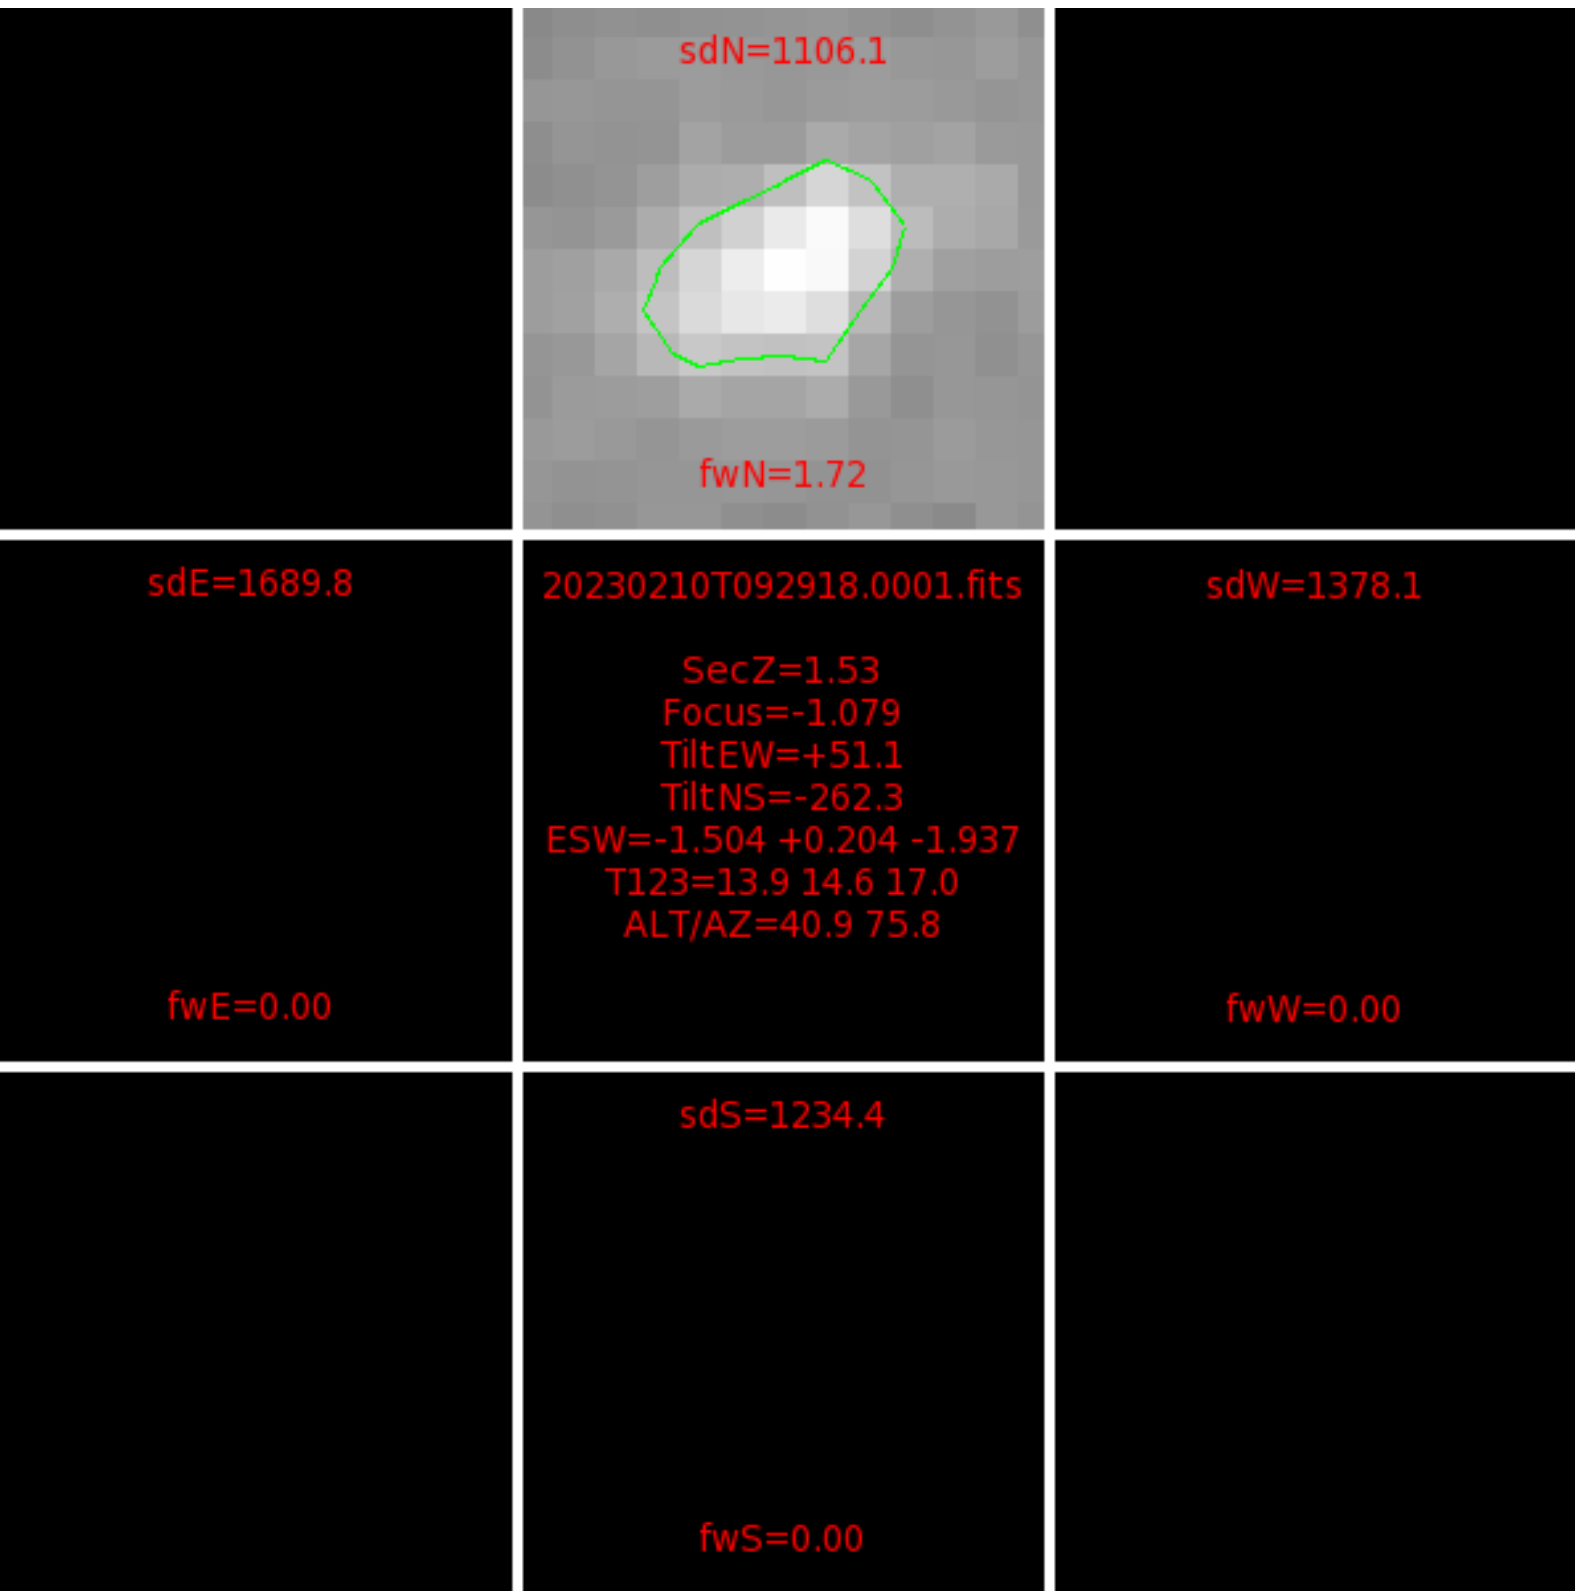 sdN=1106.1
fwN=1.72
sdE=1689.8
fwE=0.00
20230210T092918.0001.fits
SecZ=1.53
Focus=-1.079
TiltEW=+51.1
TiltNS=-262.3
ESW=-1.504 +0.204 -1.937
T123=13.9 14.6 17.0
ALT/AZ=40.9 75.8
sdW=1378.1
fwW=0.00
sdS=1234.4
fwS=0.00